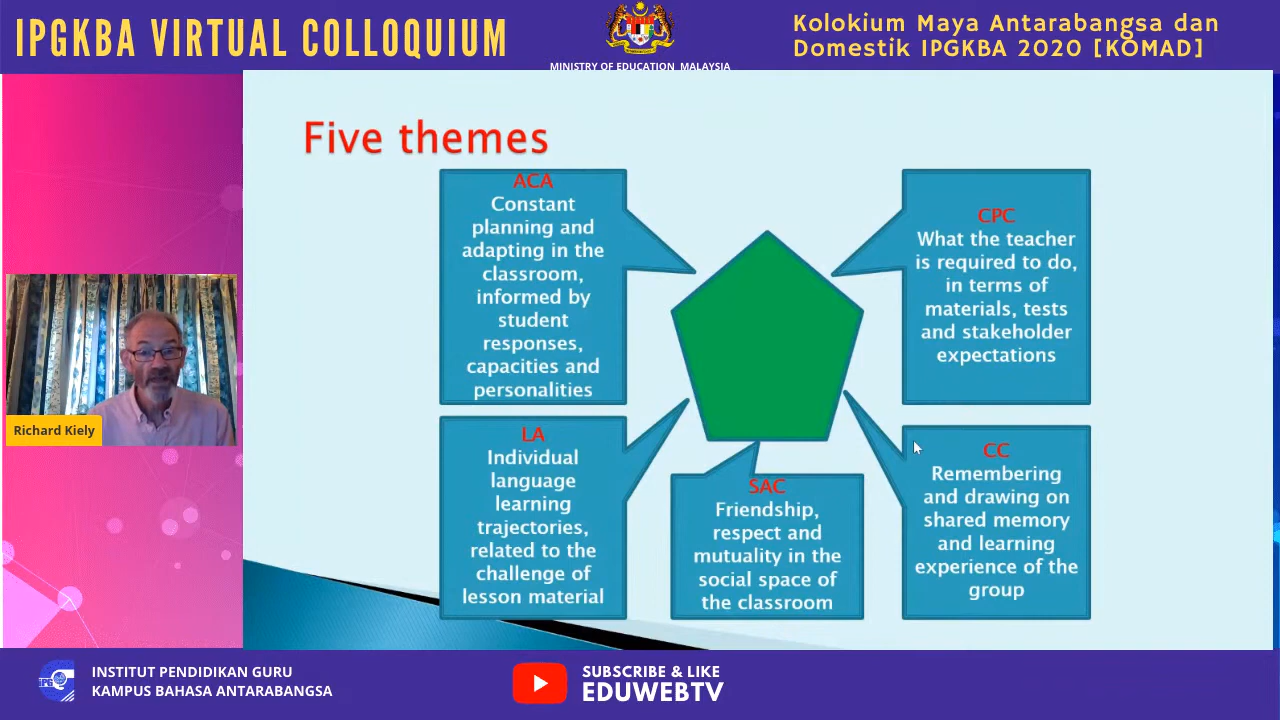 IPGKBA VIRTUAL COLLOQUIUM
MINISTRY OF EDUCATION MALAYSIA
Kolokium Maya Antarabangsa dan
Domestik IPGKBA 2020 [KOMAD]
Five themes
ACA
Constant
planning and
adapting in the
classroom,
informed by
student
responses,
capacities and
personalities
CPC
What the teacher
is required to do,
in terms of
materials, tests
and stakeholder
expectations
LA
Individual
language
learning
trajectories,
related to the
challenge of
lesson material
SAC
Friendship,
respect and
mutuality in the
social space of
the classroom
CC
Remembering
and drawing on
shared memory
and learning
experience of the
group
Richard Kiely
IPG
INSTITUT PENDIDIKAN GURU
KAMPUS BAHASA ANTARABANGSA
SUBSCRIBE & LIKE
EDUWEBTV